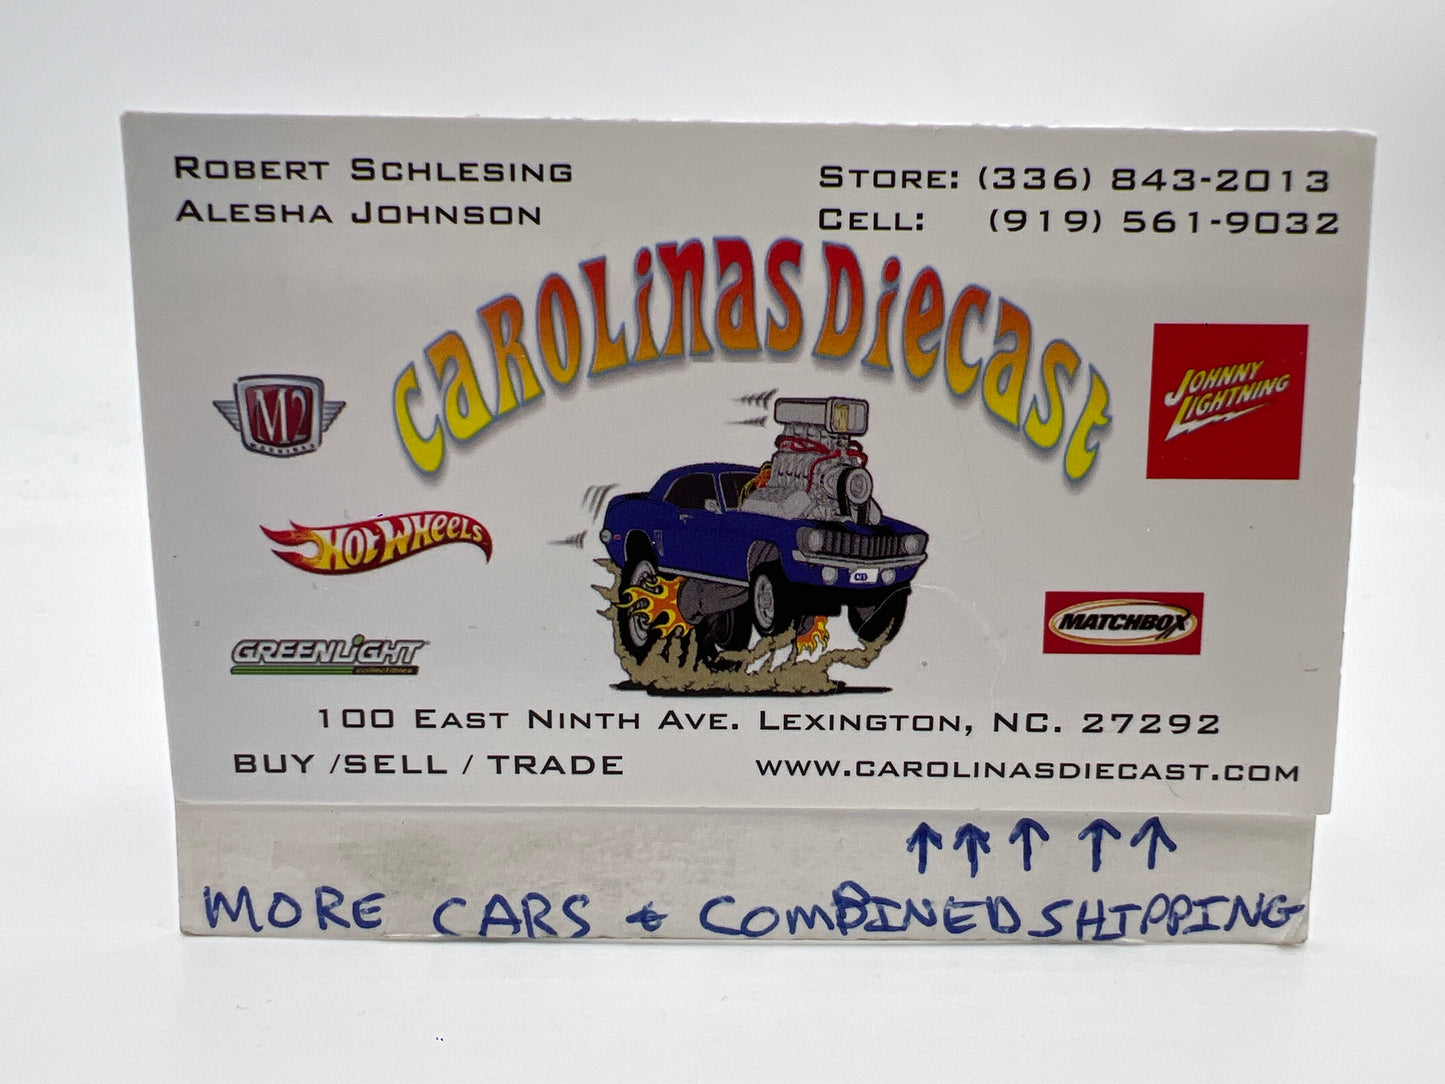 ROBERT SCHLESING
ALESHA JOHNSON
STORE: (336) 843-2013
CELL: (919) 561-9032
CAROLINAS DIECAST
M2
MACHINES
JOHNNY
LIGHTNING
HOT WHEELS
MATCHBOX
GREENLIGHT
COLLECTIBLES
100 EAST NINTH AVE. LEXINGTON, NC. 27292
BUY /SELL / TRADE
WWW.CAROLINASDIECAST.COM
↑ ↑ ↑ ↑ ↑
MORE CARS & COMBINED SHIPPING